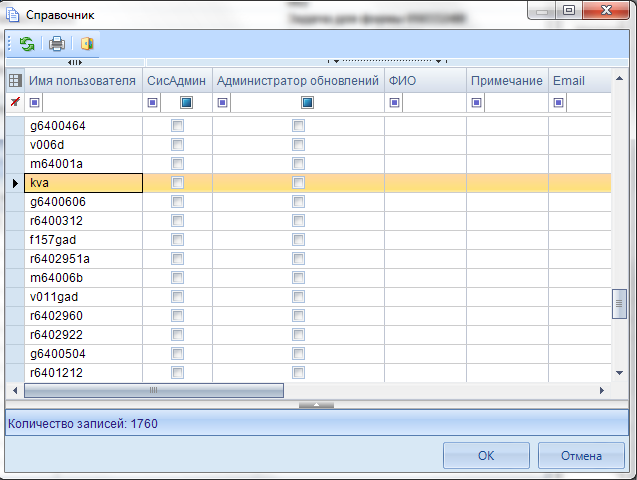 Справочник
Имя пользователя СисАдмин Администратор обновлений ФИО Примечание Email
g6400464
v006d
m64001a
kva
g6400606
r6400312
f157gad
r6402951a
m64006b
v011gad
r6402960
r6402922
g6400504
r6401212
Количество записей: 1760
OK Отмена